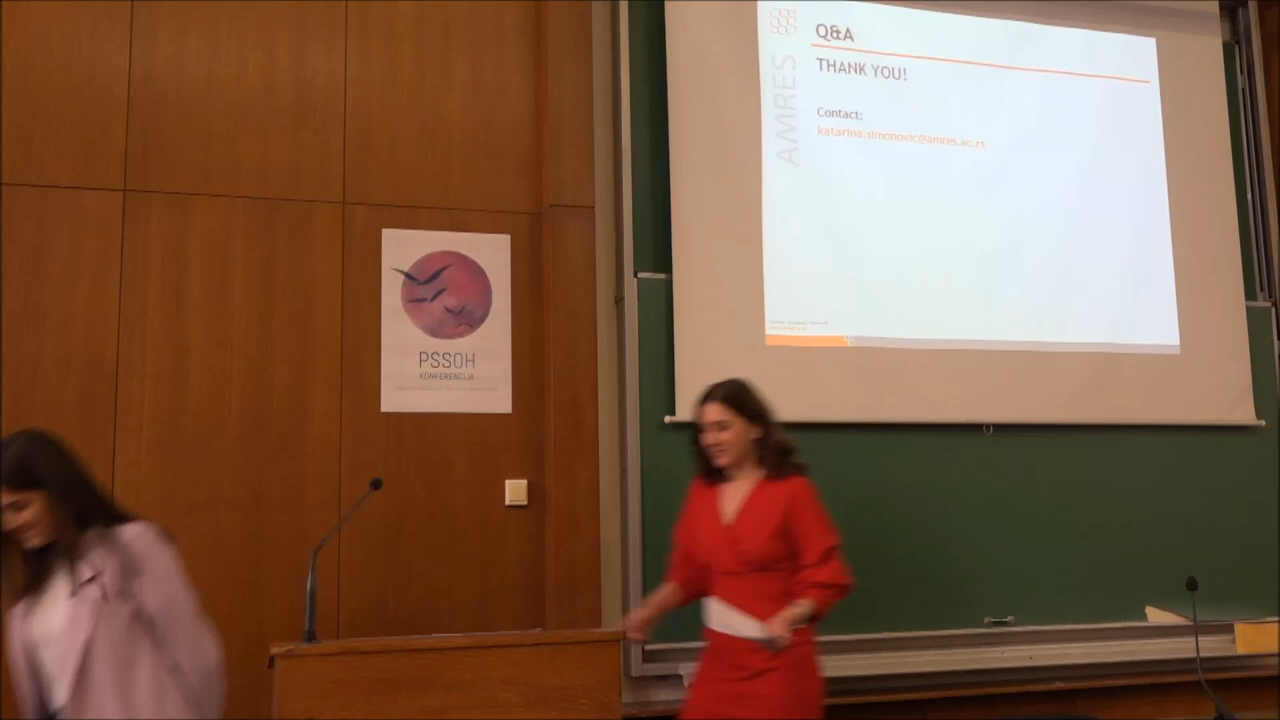 Q&A
THANK YOU!
Contact:
katarina.simonovic@amres.ac.rs
AMRES
PSSOH
KONFERENCIJA